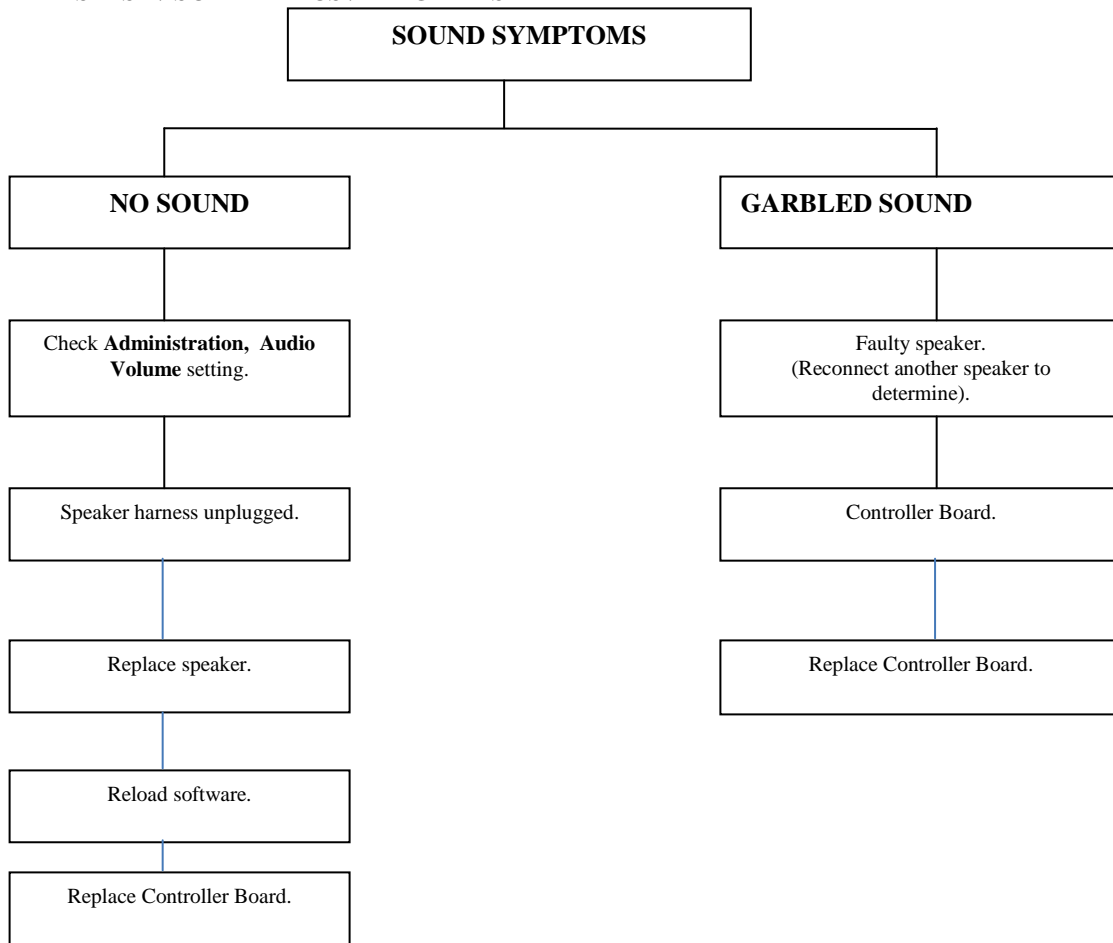 SOUND SYMPTOMS
NO SOUND
GARBLED SOUND
Check Administration, Audio
Volume setting.
Faulty speaker.
(Reconnect another speaker to
determine).
Speaker harness unplugged.
Controller Board.
Replace speaker.
Replace Controller Board.
Reload software.
Replace Controller Board.